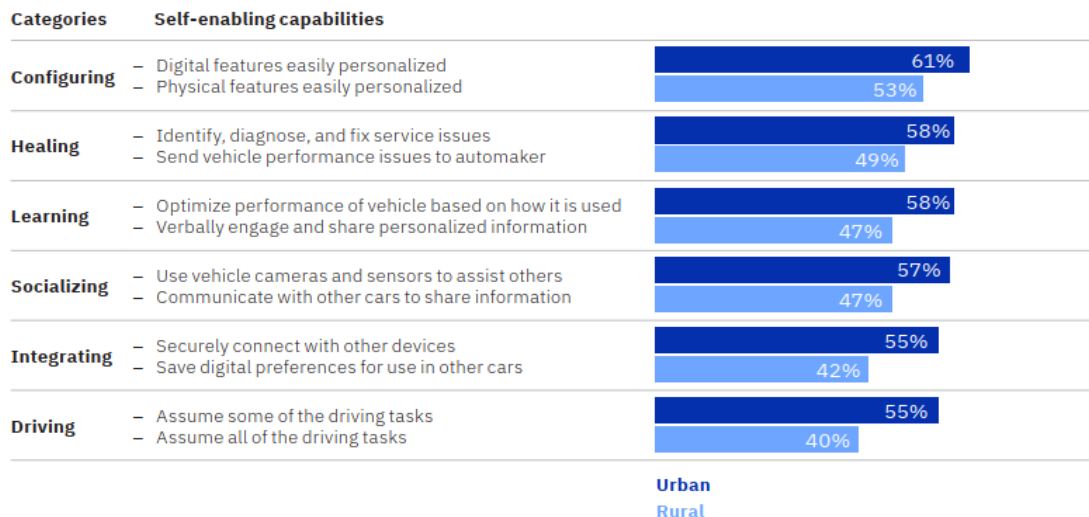 Categories Self-enabling capabilities
Configuring
– Digital features easily personalized
– Physical features easily personalized
61%
53%
Healing
– Identify, diagnose, and fix service issues
– Send vehicle performance issues to automaker
58%
49%
Learning
– Optimize performance of vehicle based on how it is used
– Verbally engage and share personalized information
58%
47%
Socializing
– Use vehicle cameras and sensors to assist others
– Communicate with other cars to share information
57%
47%
Integrating
– Securely connect with other devices
– Save digital preferences for use in other cars
55%
42%
Driving
– Assume some of the driving tasks
– Assume all of the driving tasks
55%
40%
Urban
Rural